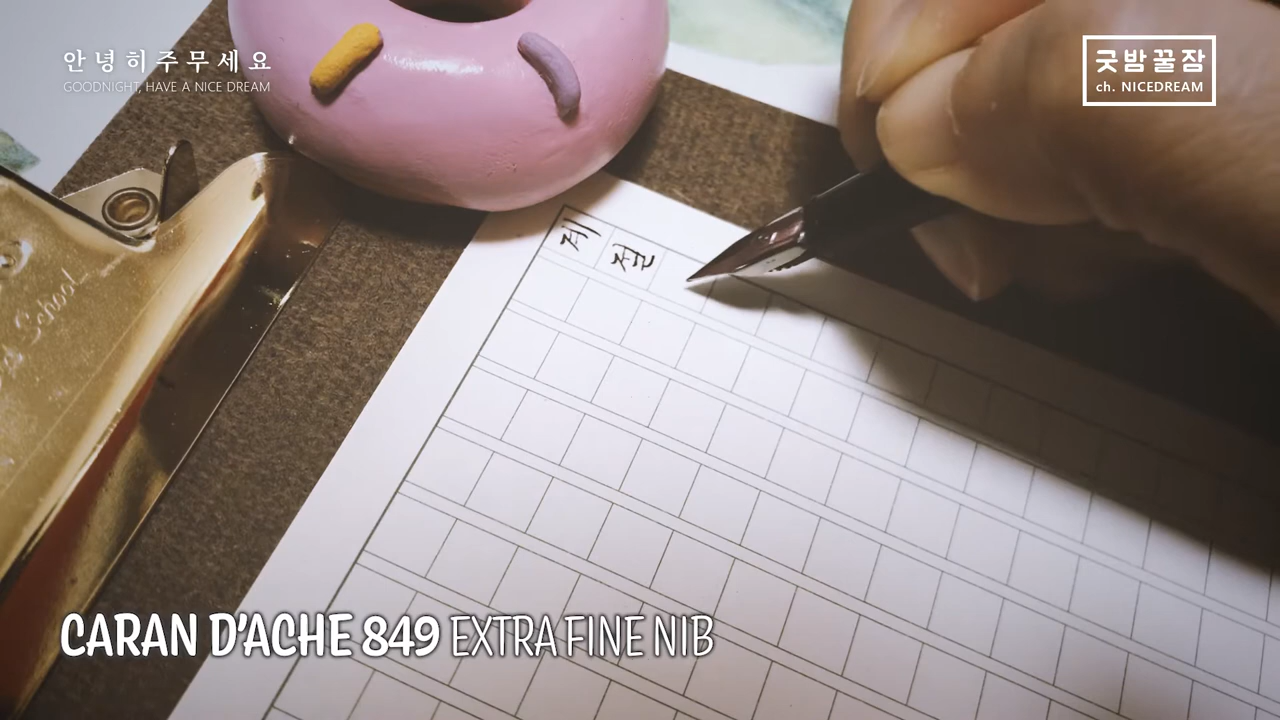 안녕히주무세요
GOODNIGHT, HAVE A NICE DREAM
굿밤꿀잠
ch. NICEDREAM
제 절
CARAN D'ACHE 849 EXTRA FINE NIB